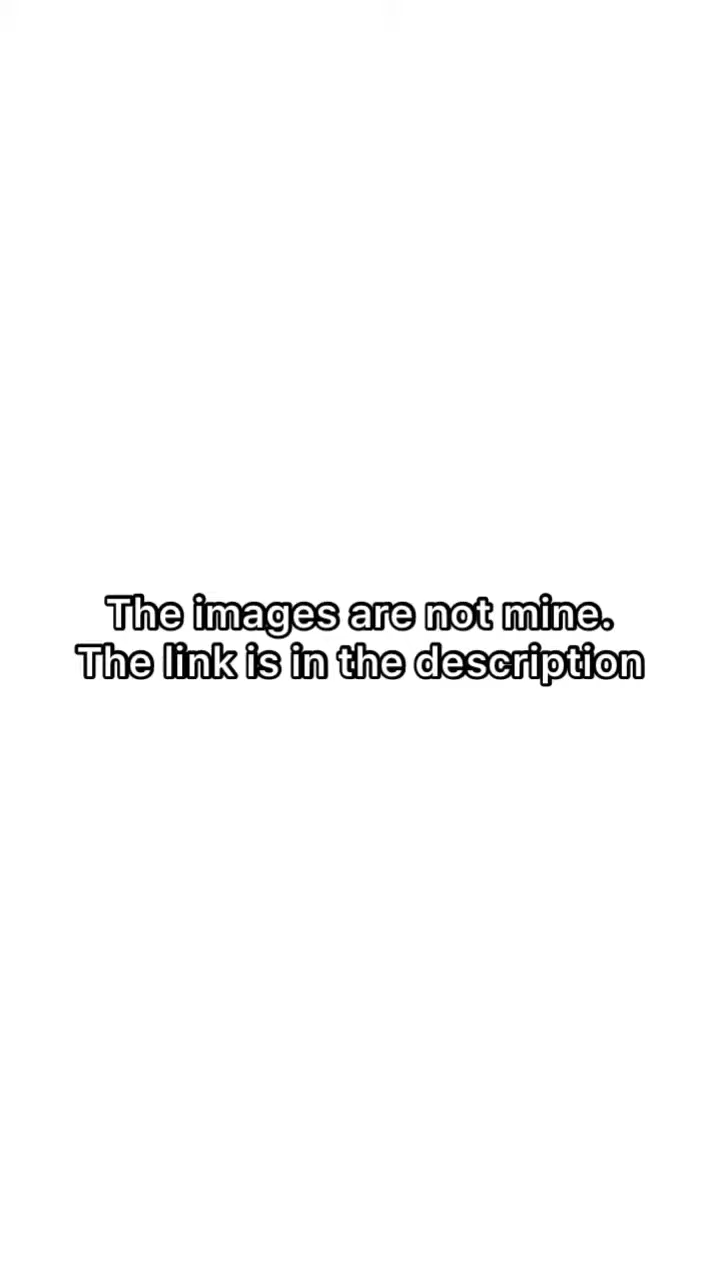 The images are not mine.
The link is in the description